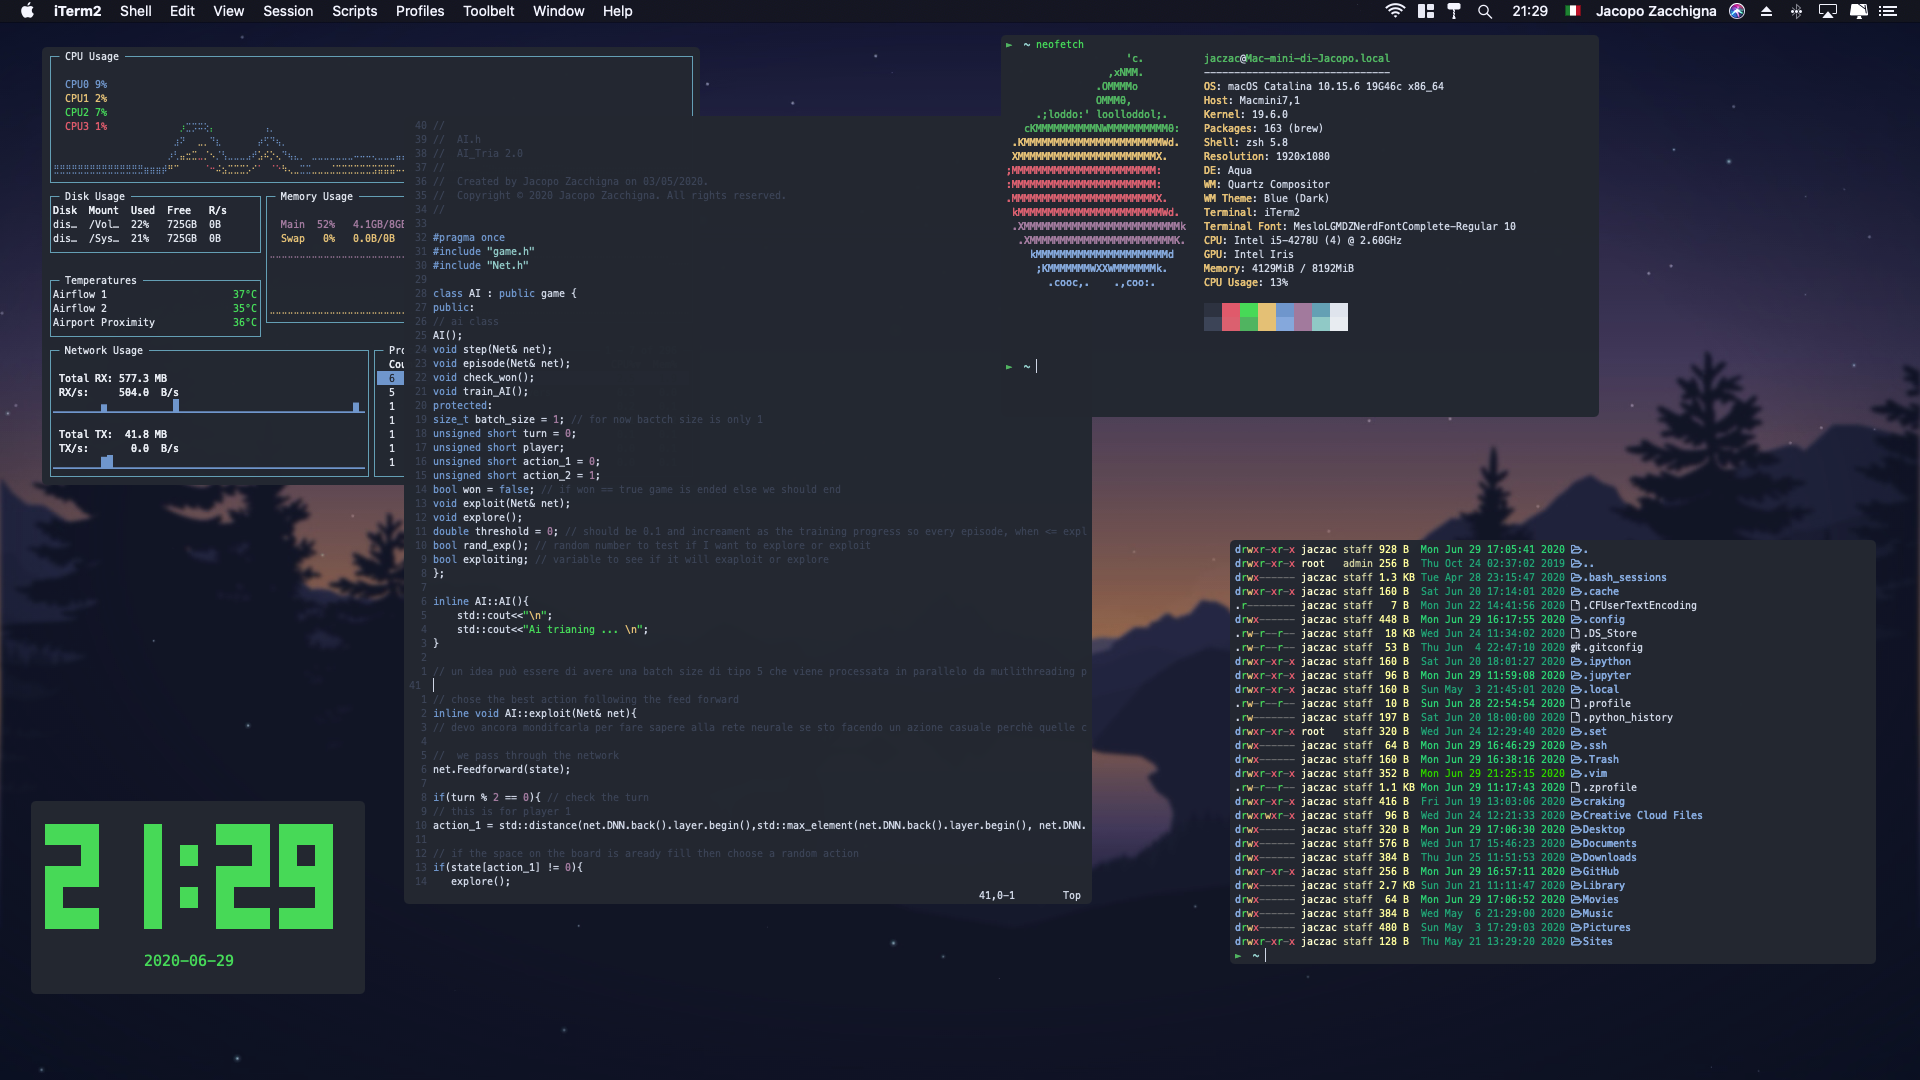 iTerm2 Shell Edit View Session Scripts Profiles Toolbelt Window Help
21:29 Jacopo Zacchigna
CPU Usage
CPU0 9%
CPU1 2%
CPU2 7%
CPU3 1%
Disk Usage
Disk Mount Used Free R/s
dis… /Vol… 22% 725GB 0B
dis… /Sys… 21% 725GB 0B
Memory Usage
Main 52% 4.1GB/8GB
Swap 0% 0.0B/0B
Temperatures
Airflow 1 37°C
Airflow 2 35°C
Airport Proximity 36°C
Network Usage
Total RX: 577.3 MB
RX/s: 504.0 B/s
Total TX: 41.8 MB
TX/s: 0.0 B/s
Pro
Cou
6
5
1
1
1
1
1
40 //
39 //  AI.h
38 //  AI_Tria 2.0
37 //
36 //  Created by Jacopo Zacchigna on 03/05/2020.
35 //  Copyright © 2020 Jacopo Zacchigna. All rights reserved.
34 //
33
32 #pragma once
31 #include "game.h"
30 #include "Net.h"
29
28 class AI : public game {
27 public:
26 // ai class
25 AI();
24 void step(Net& net);
23 void episode(Net& net);
22 void check_won();
21 void train_AI();
20 protected:
19 size_t batch_size = 1; // for now bactch size is only 1
18 unsigned short turn = 0;
17 unsigned short player;
16 unsigned short action_1 = 0;
15 unsigned short action_2 = 1;
14 bool won = false; // if won == true game is ended else we should end
13 void exploit(Net& net);
12 void explore();
11 double threshold = 0; // should be 0.1 and increament as the training progress so every episode, when <= expl
10 bool rand_exp(); // random number to test if I want to explore or exploit
9 bool exploiting; // variable to see if it will exaploit or explore
8 };
7
6 inline AI::AI(){
5     std::cout<<"\n";
4     std::cout<<"Ai trianing ... \n";
3 }
2
1 // un idea può essere di avere una batch size di tipo 5 che viene processata in parallelo da mutlithreading p
41
1 // chose the best action following the feed forward
2 inline void AI::exploit(Net& net){
3 // devo ancora mondifcarla per fare sapere alla rete neurale se sto facendo un azione casuale perchè quelle c
4
5 //  we pass through the network
6 net.Feedforward(state);
7
8 if(turn % 2 == 0){ // check the turn
9 // this is for player 1
10 action_1 = std::distance(net.DNN.back().layer.begin(),std::max_element(net.DNN.back().layer.begin(), net.DNN.
11
12 // if the space on the board is aready fill then choose a random action
13 if(state[action_1] != 0){
14    explore();
41,0-1 Top
~ neofetch
'c.
,xNMM.
.OMMMMo
OMMM0,
.;loddo:' loolloddol;.
cKMMMMMMMMMMNWMMMMMMMMMM0:
.KMMMMMMMMMMMMMMMMMMMMMMMWd.
XMMMMMMMMMMMMMMMMMMMMMMMX.
;MMMMMMMMMMMMMMMMMMMMMMMM:
:MMMMMMMMMMMMMMMMMMMMMMMM:
.MMMMMMMMMMMMMMMMMMMMMMMMX.
kMMMMMMMMMMMMMMMMMMMMMMMMWd.
.XMMMMMMMMMMMMMMMMMMMMMMMMMMk
.XMMMMMMMMMMMMMMMMMMMMMMMMK.
kMMMMMMMMMMMMMMMMMMMMMMd
;KMMMMMMMWXXWMMMMMMMk.
.cooc,.    .,coo:.
jaczac@Mac-mini-di-Jacopo.local
-------------------------------
OS: macOS Catalina 10.15.6 19G46c x86_64
Host: Macmini7,1
Kernel: 19.6.0
Packages: 163 (brew)
Shell: zsh 5.8
Resolution: 1920x1080
DE: Aqua
WM: Quartz Compositor
WM Theme: Blue (Dark)
Terminal: iTerm2
Terminal Font: MesloLGMDZNerdFontComplete-Regular 10
CPU: Intel i5-4278U (4) @ 2.60GHz
GPU: Intel Iris
Memory: 4129MiB / 8192MiB
CPU Usage: 13%
~
drwxr-xr-x jaczac staff 928 B Mon Jun 29 17:05:41 2020 .
drwxr-xr-x root admin 256 B Thu Oct 24 02:37:02 2019 ..
drwx------ jaczac staff 1.3 KB Tue Apr 28 23:15:47 2020 .bash_sessions
drwxr-xr-x jaczac staff 160 B Sat Jun 20 17:14:01 2020 .cache
.r-------- jaczac staff 7 B Mon Jun 22 14:41:56 2020 .CFUserTextEncoding
drwx------ jaczac staff 448 B Mon Jun 29 16:17:55 2020 .config
.rw-r--r-- jaczac staff 18 KB Wed Jun 24 11:34:02 2020 .DS_Store
.rw-r--r-- jaczac staff 53 B Thu Jun 4 22:47:10 2020 git .gitconfig
drwxr-xr-x jaczac staff 160 B Sat Jun 20 18:01:27 2020 .ipython
drwxr-xr-x jaczac staff 96 B Mon Jun 29 11:59:08 2020 .jupyter
drwxr-xr-x jaczac staff 160 B Sun May 3 21:45:01 2020 .local
.rw-r--r-- jaczac staff 10 B Sun Jun 28 22:54:54 2020 .profile
.rw------- jaczac staff 197 B Sat Jun 20 18:00:00 2020 .python_history
drwxr-xr-x root staff 320 B Wed Jun 24 12:29:40 2020 .set
drwx------ jaczac staff 64 B Mon Jun 29 16:46:29 2020 .ssh
drwx------ jaczac staff 160 B Mon Jun 29 16:38:16 2020 .Trash
drwxr-xr-x jaczac staff 352 B Mon Jun 29 21:25:15 2020 .vim
.rw-r--r-- jaczac staff 1.1 KB Mon Jun 29 11:17:43 2020 .zprofile
drwxr-xr-x jaczac staff 416 B Fri Jun 19 13:03:06 2020 craking
drwxrwxr-x jaczac staff 96 B Wed Jun 24 12:21:33 2020 Creative Cloud Files
drwx------ jaczac staff 320 B Mon Jun 29 17:06:30 2020 Desktop
drwx------ jaczac staff 576 B Wed Jun 17 15:46:23 2020 Documents
drwx------ jaczac staff 384 B Thu Jun 25 11:51:53 2020 Downloads
drwxr-xr-x jaczac staff 256 B Mon Jun 29 16:57:11 2020 GitHub
drwx------ jaczac staff 2.7 KB Sun Jun 21 11:11:47 2020 Library
drwx------ jaczac staff 64 B Mon Jun 29 17:06:52 2020 Movies
drwx------ jaczac staff 384 B Wed May 6 21:29:00 2020 Music
drwx------ jaczac staff 480 B Sun May 3 17:29:03 2020 Pictures
drwxr-xr-x jaczac staff 128 B Thu May 21 13:29:20 2020 Sites
~
21:29
2020-06-29